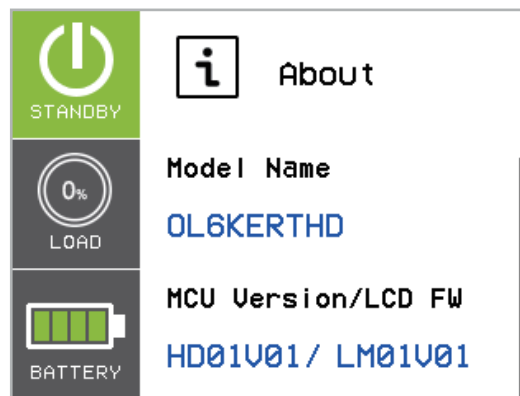 STANDBY
i About
0%
LOAD
Model Name
OL6KERTHD
MCU Version/LCD FW
HD01V01/ LM01V01
BATTERY